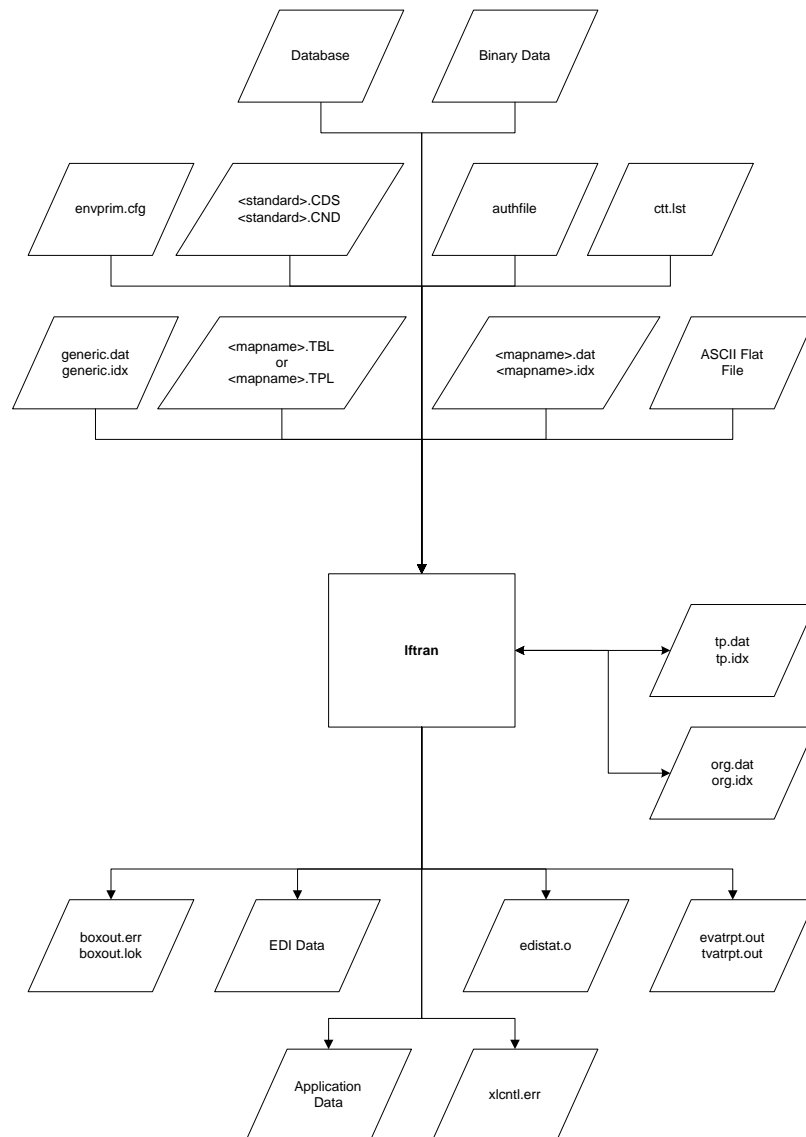 Database
Binary Data
envprim.cfg
<standard>.CDS
<standard>.CND
authfile
ctt.lst
generic.dat
generic.idx
<mapname>.TBL
or
<mapname>.TPL
<mapname>.dat
<mapname>.idx
ASCII Flat
File
lftran
tp.dat
tp.idx
org.dat
org.idx
boxout.err
boxout.lok
EDI Data
edistat.o
evatrpt.out
tvatrpt.out
Application
Data
xlcntl.err